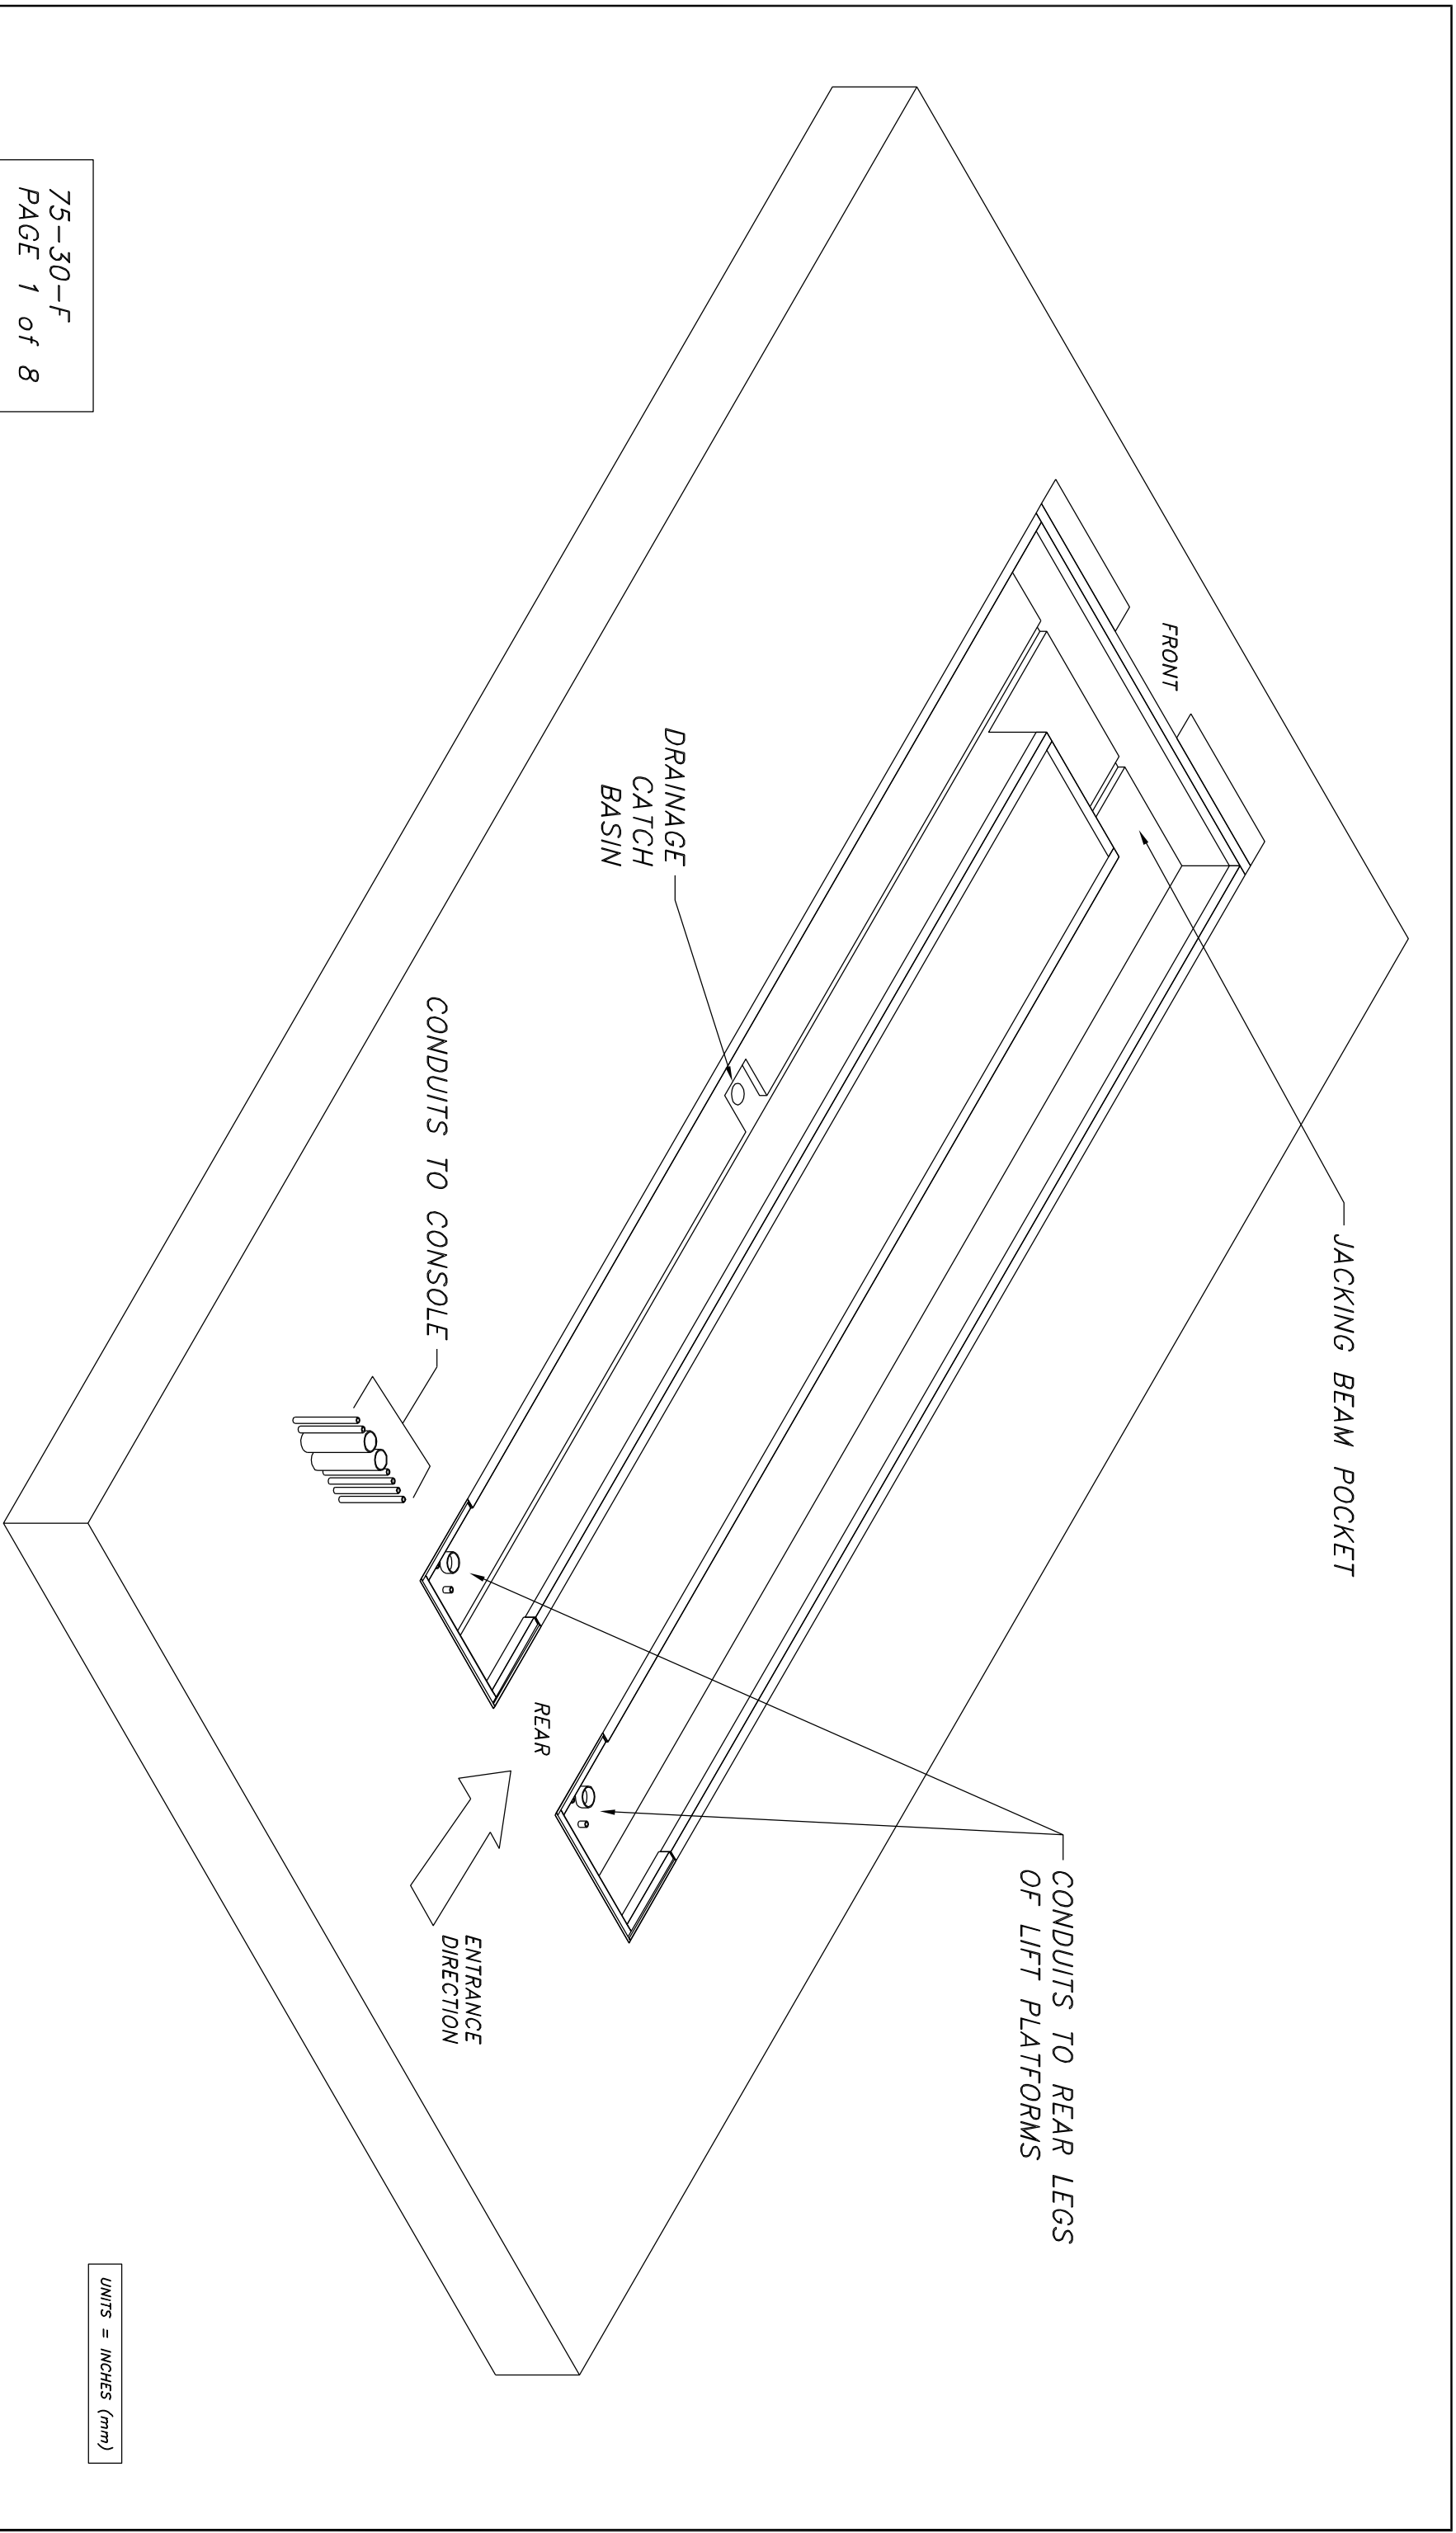 FRONT
JACKING BEAM POCKET
DRAINAGE
CATCH
BASIN
CONDUITS TO CONSOLE
CONDUITS TO REAR LEGS
OF LIFT PLATFORMS
REAR
ENTRANCE
DIRECTION
75-30-F
PAGE 1 of 8
UNITS = INCHES (mm)